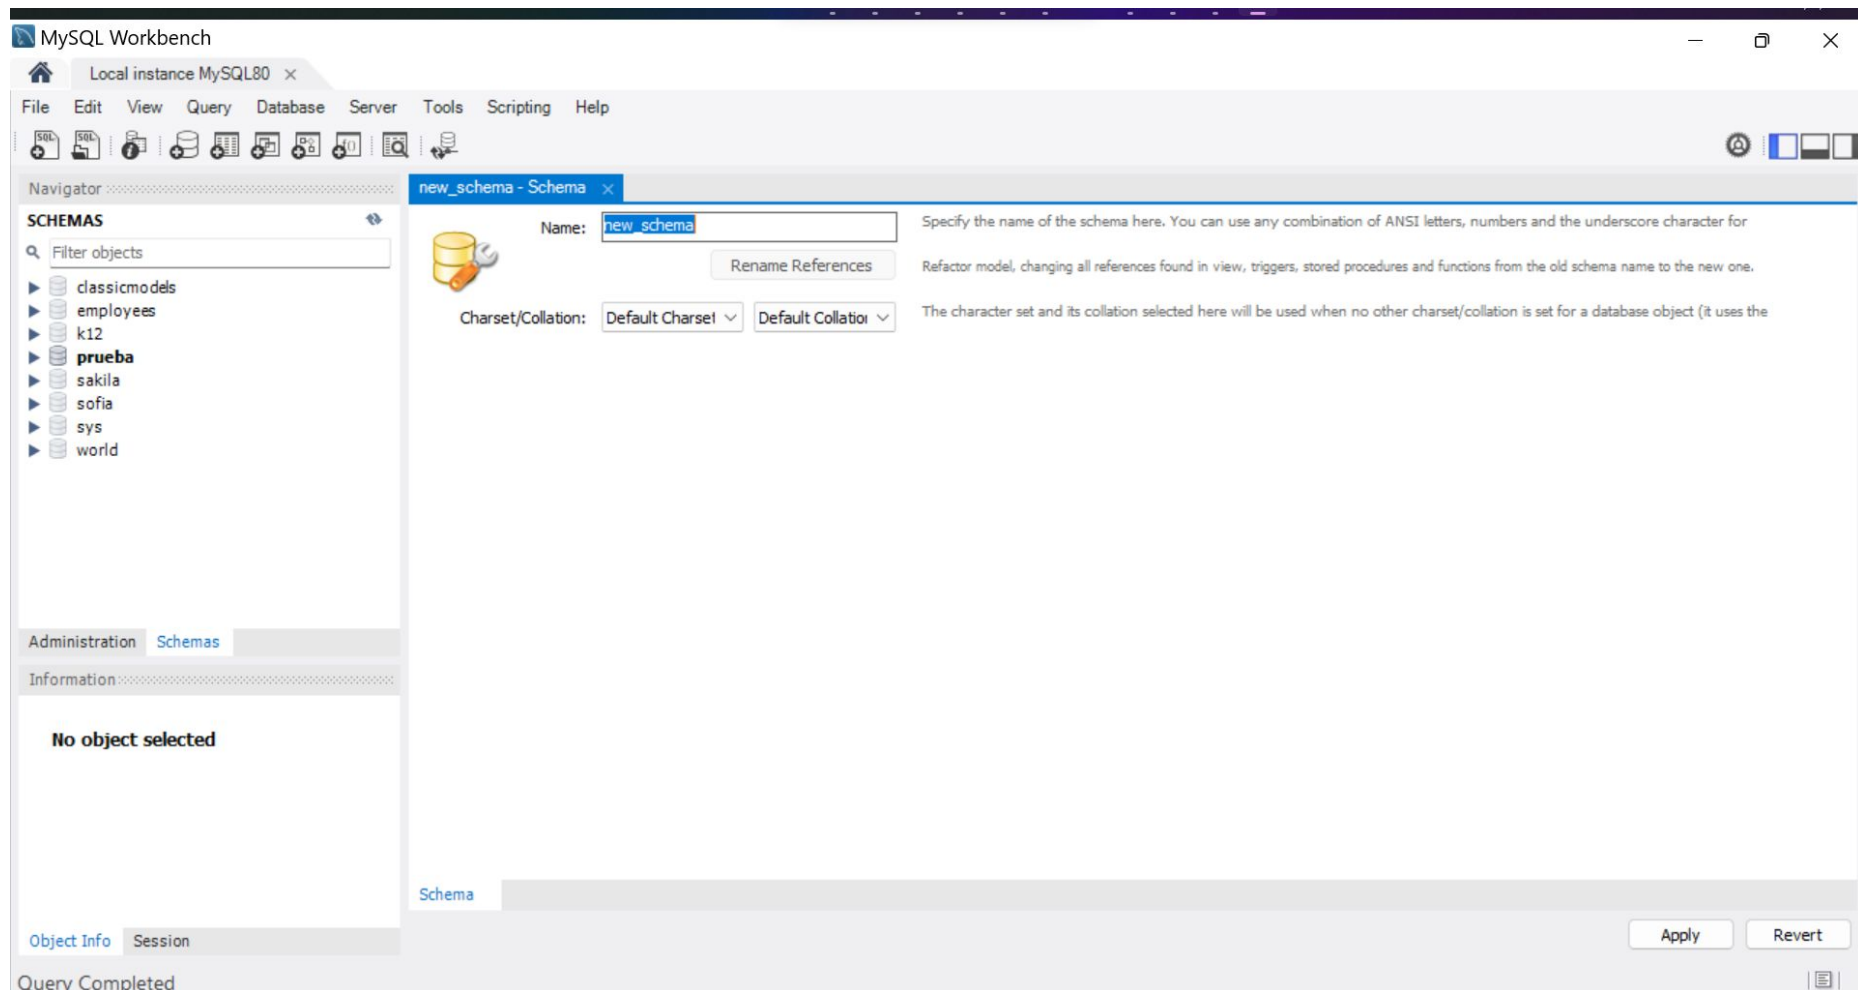 MySQL Workbench
Local instance MySQL80
File Edit View Query Database Server Tools Scripting Help
Navigator
SCHEMAS
Filter objects
classicmodels
employees
k12
prueba
sakila
sofia
sys
world
Administration Schemas
Information
No object selected
Object Info Session
Query Completed
new_schema - Schema
Name: new_schema
Specify the name of the schema here. You can use any combination of ANSI letters, numbers and the underscore character for
Rename References
Refactor model, changing all references found in view, triggers, stored procedures and functions from the old schema name to the new one.
Charset/Collation: Default Charset Default Collation
The character set and its collation selected here will be used when no other charset/collation is set for a database object (it uses the
Schema
Apply Revert